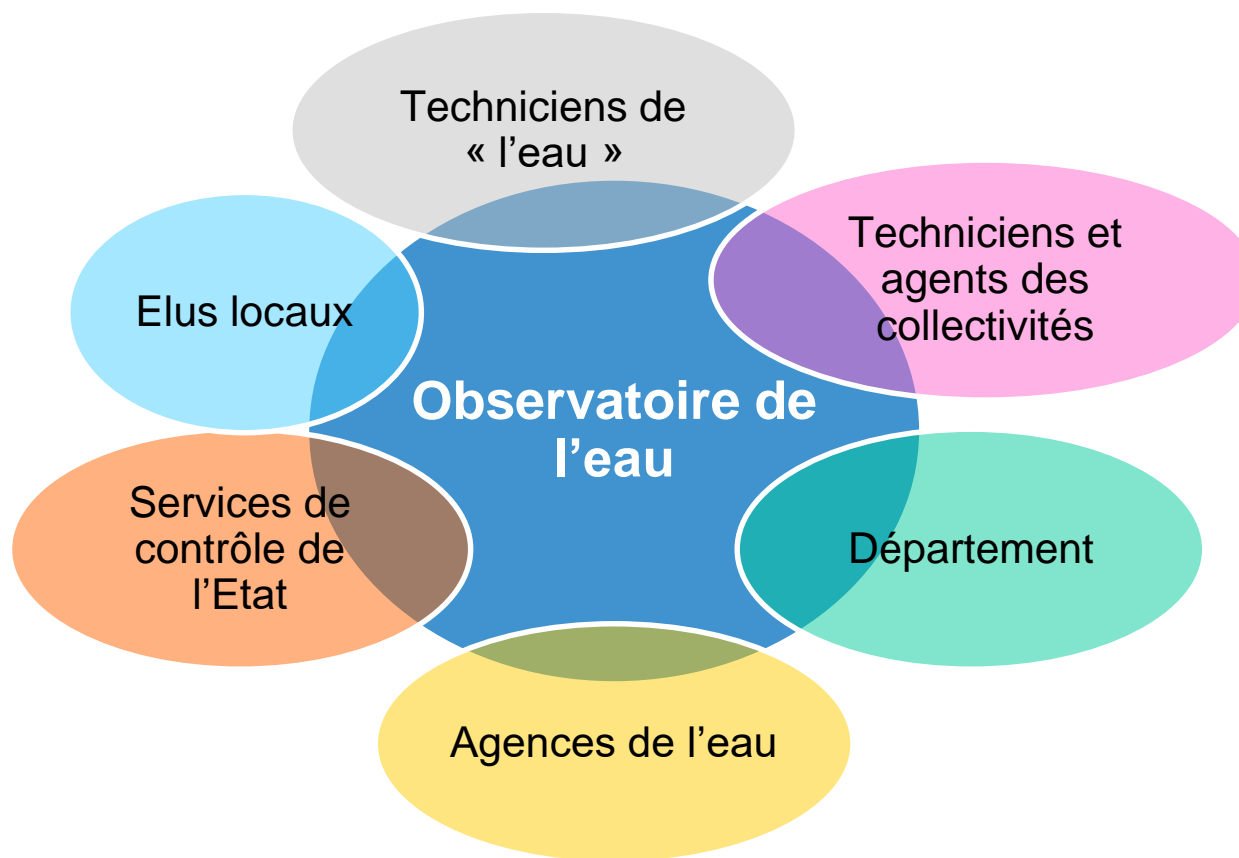 Techniciens de
« l’eau »
Techniciens et
agents des
collectivités
Elus locaux
Observatoire de
l’eau
Services de
contrôle de
l’Etat
Département
Agences de l’eau